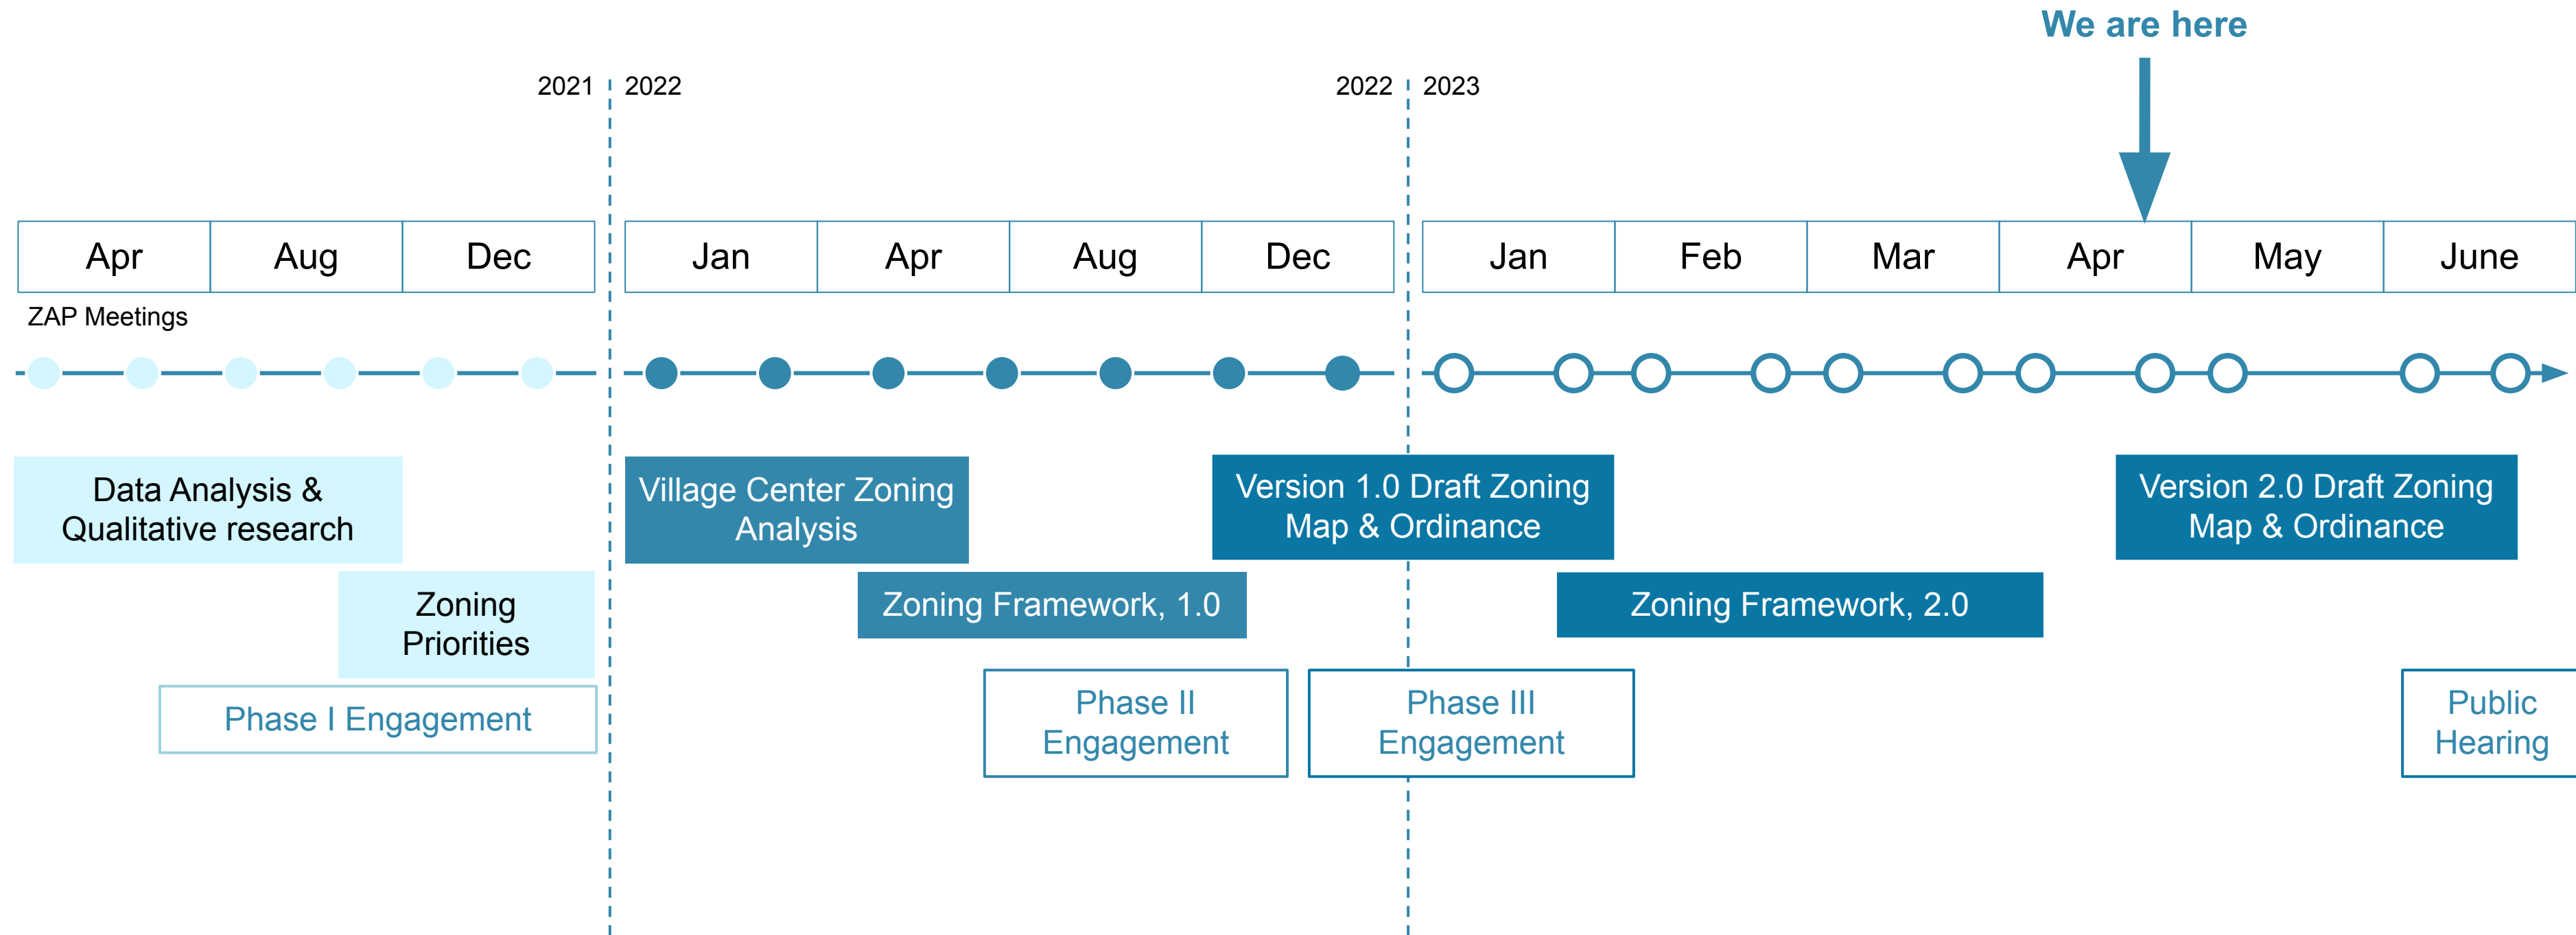 We are here
2021
2022
2022
2023
Apr
Aug
Dec
Jan
Apr
Aug
Dec
Jan
Feb
Mar
Apr
May
June
ZAP Meetings
Data Analysis &
Qualitative research
Village Center Zoning
Analysis
Version 1.0 Draft Zoning
Map & Ordinance
Version 2.0 Draft Zoning
Map & Ordinance
Zoning
Priorities
Zoning Framework, 1.0
Zoning Framework, 2.0
Phase I Engagement
Phase II
Engagement
Phase III
Engagement
Public
Hearing